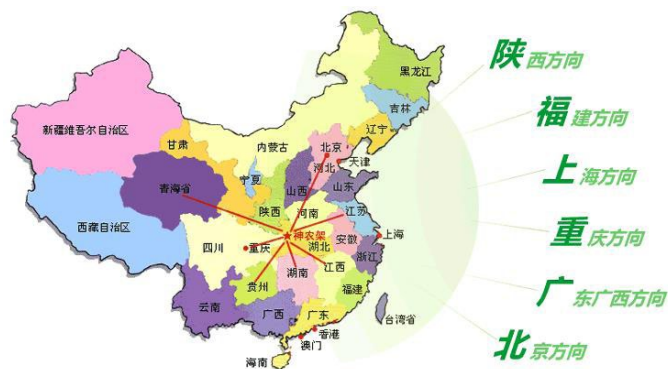 黑龙江
吉林
辽宁
新疆维吾尔自治区
甘肃
内蒙古
北京
天津
河北
宁夏
山西
山东
青海省
陕西
河南
江苏
西藏自治区
神农架
安徽
上海
四川
重庆
湖北
浙江
湖南
江西
贵州
福建
云南
广西
广东
台湾省
香港
澳门
海南
陕西方向
福建方向
上海方向
重庆方向
广东广西方向
北京方向